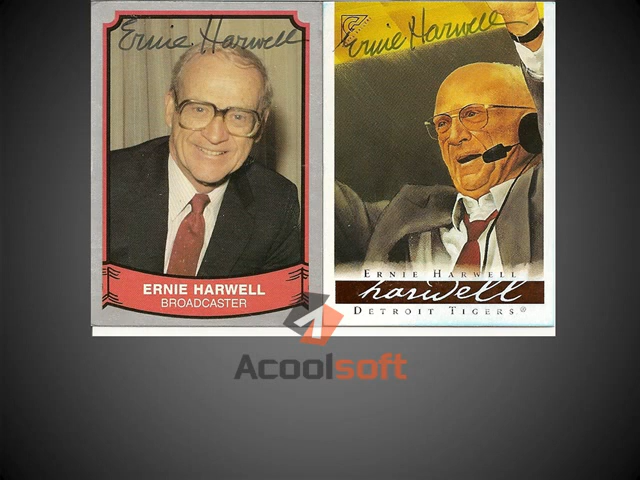 Ernie Harwell
ERNIE HARWELL
BROADCASTER
Ernie Harwell
ERNIE HARWELL
harwell
DETROIT TIGERS®
Acoolsoft